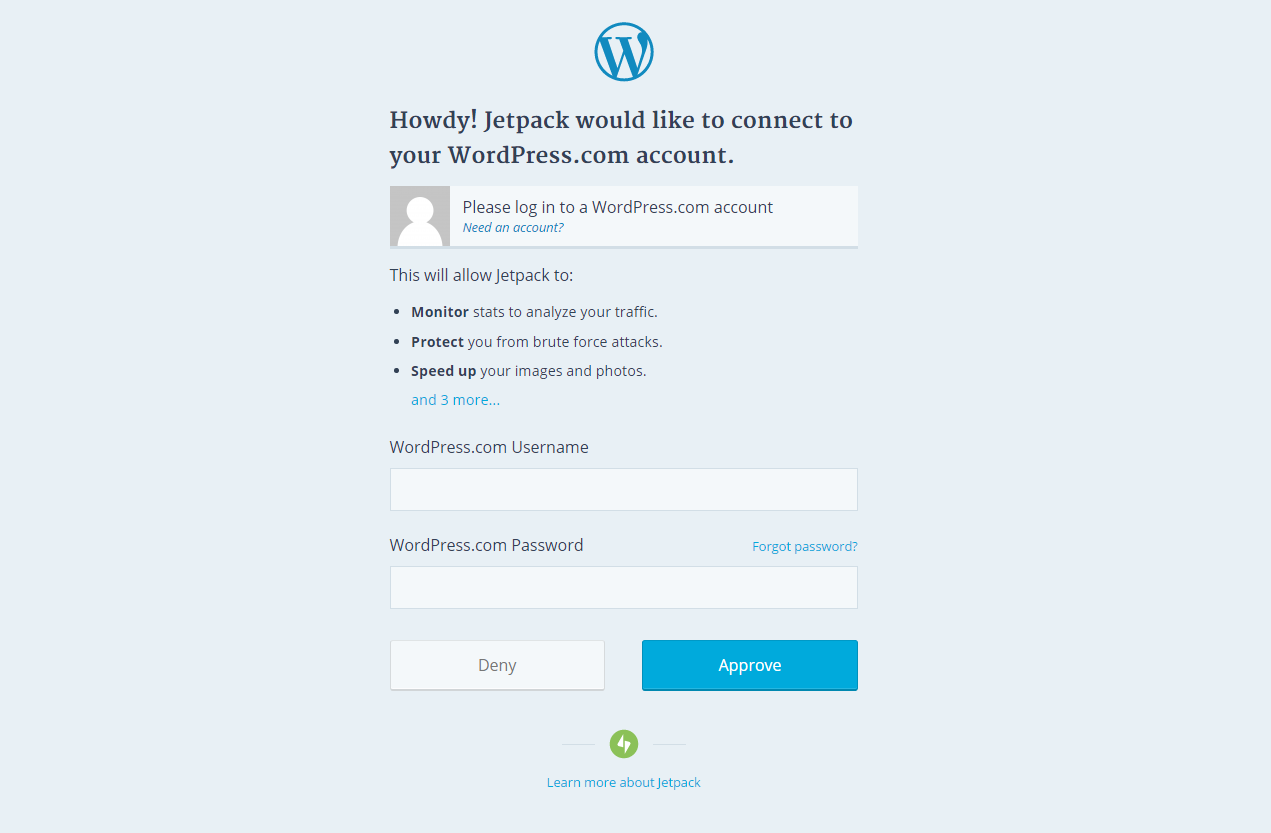 Howdy! Jetpack would like to connect to
your WordPress.com account.
Please log in to a WordPress.com account
Need an account?
This will allow Jetpack to:
• Monitor stats to analyze your traffic.
• Protect you from brute force attacks.
• Speed up your images and photos.
and 3 more...
WordPress.com Username
WordPress.com Password Forgot password?
Deny Approve
Learn more about Jetpack